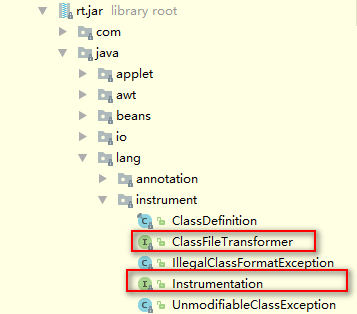 rt.jar library root
com
java
applet
awt
beans
io
lang
annotation
instrument
ClassDefinition
ClassFileTransformer
IllegalClassFormatException
Instrumentation
UnmodifiableClassException